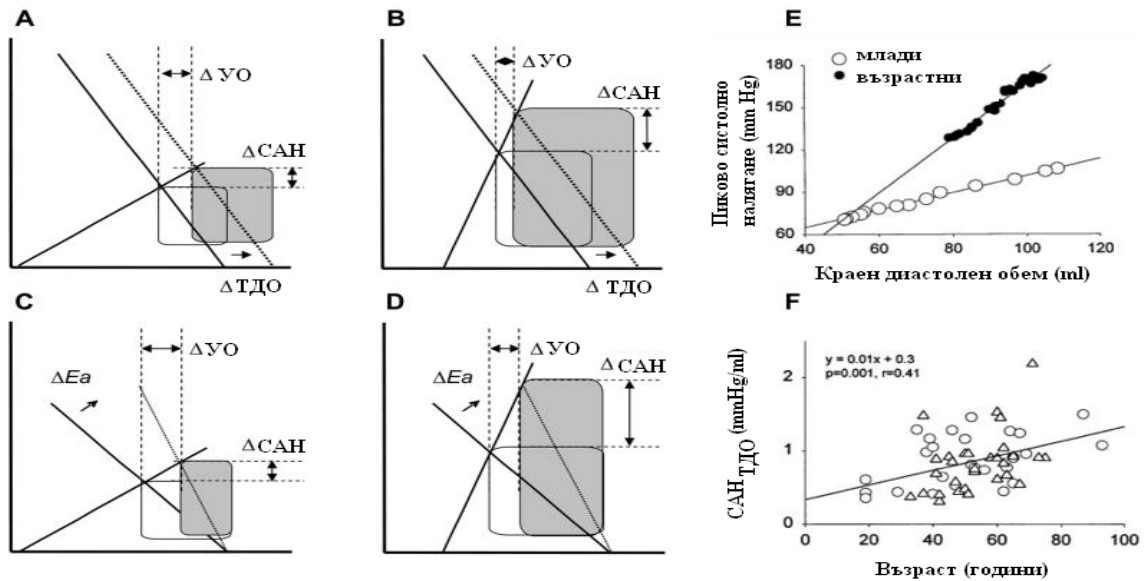 A
Δ УО
ΔСАН
ΔТДО
B
Δ УО
ΔСАН
Δ ТДО
C
Δ УО
ΔEa
ΔСАН
D
Δ УО
ΔEa
Δ САН
E
млади
възрастни
Пиково систолно
налягане (mm Hg)
180
150
120
90
60
40
60
80
100
120
Краен диастолен обем (ml)
F
y = 0.01x + 0.3
p=0.001, r=0.41
САНТДО (mmHg/ml)
2
1
0
0
20
40
60
80
100
Възраст (години)